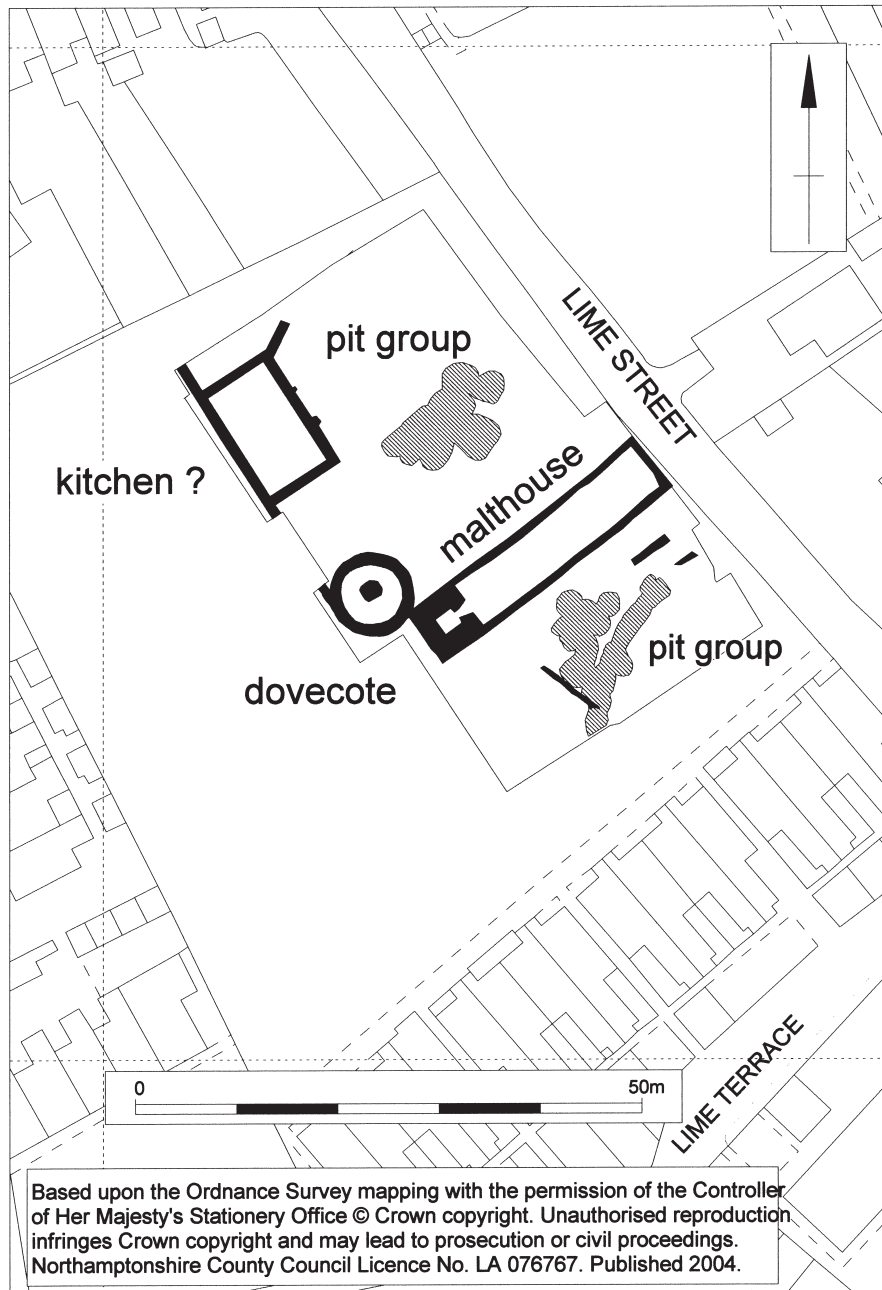 LIME STREET
pit group
kitchen ?
malthouse
pit group
dovecote
0 50m
LIME TERRACE
Based upon the Ordnance Survey mapping with the permission of the Controller
of Her Majesty's Stationery Office © Crown copyright. Unauthorised reproduction
infringes Crown copyright and may lead to prosecution or civil proceedings.
Northamptonshire County Council Licence No. LA 076767. Published 2004.